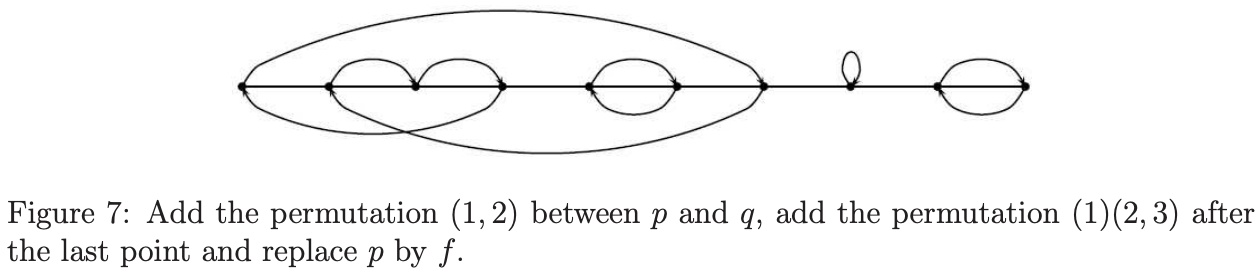 Figure 7: Add the permutation (1, 2) between p and q, add the permutation (1)(2, 3) after
the last point and replace p by f.